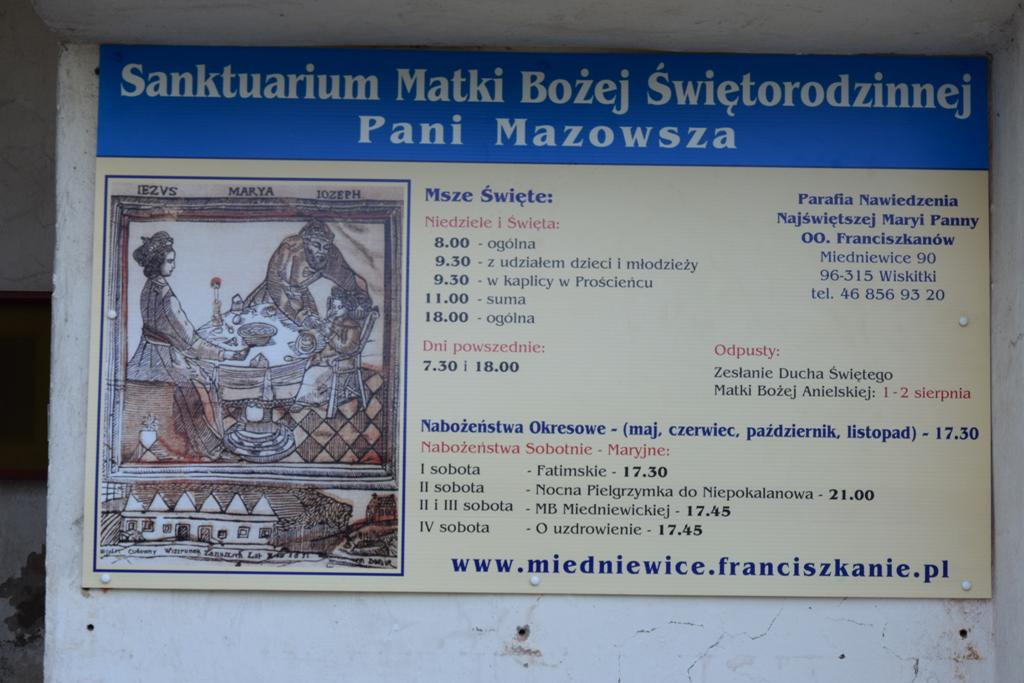 Sanktuarium Matki Bożej Świętorodzinnej
Pani Mazowsza
IEZVS MARYA IOZEPH
Msze Święte:
Niedziele i Święta:
8.00 - ogólna
9.30 - z udziałem dzieci i młodzieży
9.30 - w kaplicy w Prościeńcu
11.00 - suma
18.00 - ogólna
Dni powszednie:
7.30 i 18.00
Parafia Nawiedzenia
Najświętszej Maryi Panny
OO. Franciszkanów
Miedniewice 90
96-315 Wiskitki
tel. 46 856 93 20
Odpusty:
Zesłanie Ducha Świętego
Matki Bożej Anielskiej: 1 - 2 sierpnia
Nabożeństwa Okresowe - (maj, czerwiec, październik, listopad) - 17.30
Nabożeństwa Sobotnie - Maryjne:
I sobota - Fatimskie - 17.30
II sobota - Nocna Pielgrzymka do Niepokalanowa - 21.00
II i III sobota - MB Miedniewickiej - 17.45
IV sobota - O uzdrowienie - 17.45
www.miedniewice.franciszkanie.pl
Cudowny Wizerunek